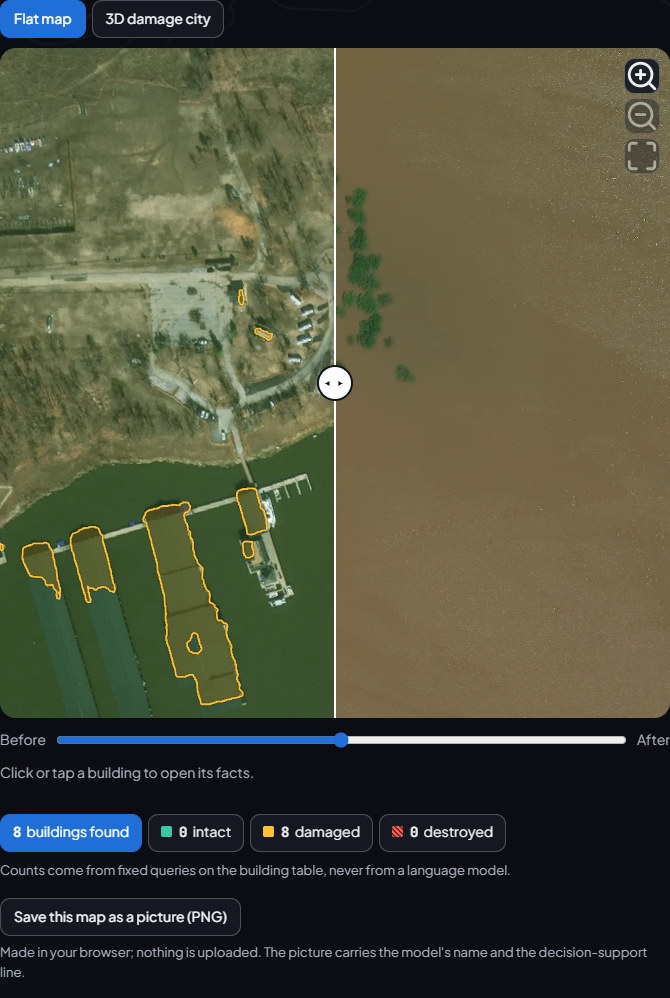 Flat map
3D damage city
Before
After
Click or tap a building to open its facts.
8 buildings found
0 intact
8 damaged
0 destroyed
Counts come from fixed queries on the building table, never from a language model.
Save this map as a picture (PNG)
Made in your browser; nothing is uploaded. The picture carries the model's name and the decision-support
line.